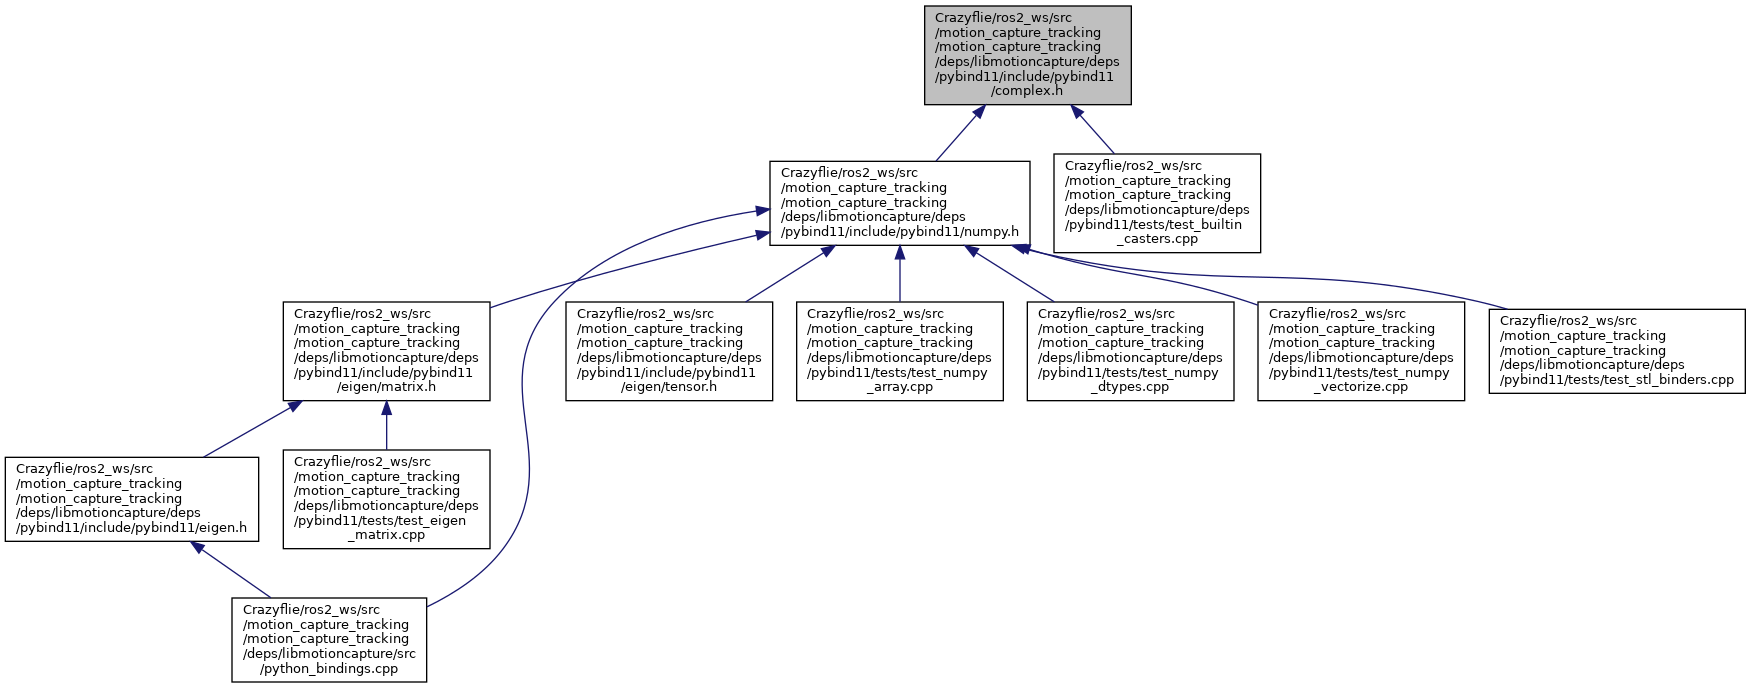 Crazyflie/ros2_ws/src
/motion_capture_tracking
/motion_capture_tracking
/deps/libmotioncapture/deps
/pybind11/include/pybind11
/complex.h
Crazyflie/ros2_ws/src
/motion_capture_tracking
/motion_capture_tracking
/deps/libmotioncapture/deps
/pybind11/include/pybind11/numpy.h
Crazyflie/ros2_ws/src
/motion_capture_tracking
/motion_capture_tracking
/deps/libmotioncapture/deps
/pybind11/tests/test_builtin
_casters.cpp
Crazyflie/ros2_ws/src
/motion_capture_tracking
/motion_capture_tracking
/deps/libmotioncapture/deps
/pybind11/include/pybind11
/eigen/matrix.h
Crazyflie/ros2_ws/src
/motion_capture_tracking
/motion_capture_tracking
/deps/libmotioncapture/deps
/pybind11/include/pybind11
/eigen/tensor.h
Crazyflie/ros2_ws/src
/motion_capture_tracking
/motion_capture_tracking
/deps/libmotioncapture/deps
/pybind11/tests/test_numpy
_array.cpp
Crazyflie/ros2_ws/src
/motion_capture_tracking
/motion_capture_tracking
/deps/libmotioncapture/deps
/pybind11/tests/test_numpy
_dtypes.cpp
Crazyflie/ros2_ws/src
/motion_capture_tracking
/motion_capture_tracking
/deps/libmotioncapture/deps
/pybind11/tests/test_numpy
_vectorize.cpp
Crazyflie/ros2_ws/src
/motion_capture_tracking
/motion_capture_tracking
/deps/libmotioncapture/deps
/pybind11/tests/test_stl_binders.cpp
Crazyflie/ros2_ws/src
/motion_capture_tracking
/motion_capture_tracking
/deps/libmotioncapture/deps
/pybind11/include/pybind11/eigen.h
Crazyflie/ros2_ws/src
/motion_capture_tracking
/motion_capture_tracking
/deps/libmotioncapture/deps
/pybind11/tests/test_eigen
_matrix.cpp
Crazyflie/ros2_ws/src
/motion_capture_tracking
/motion_capture_tracking
/deps/libmotioncapture/src
/python_bindings.cpp